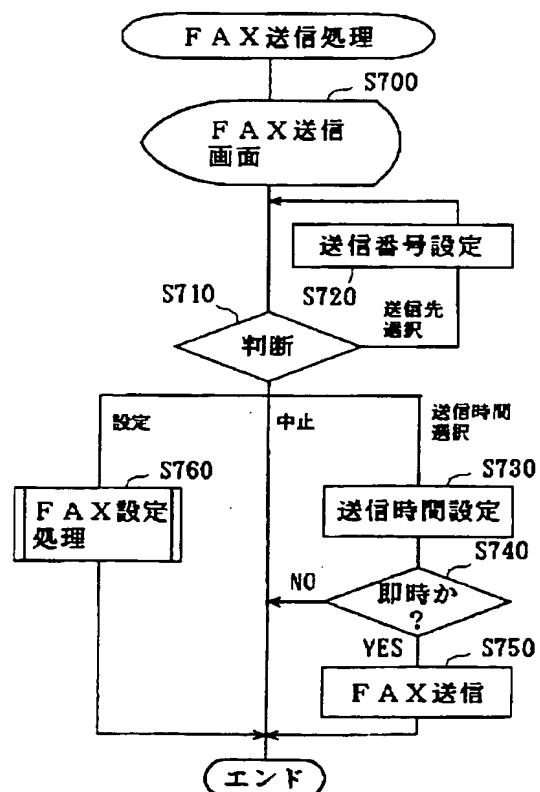 FAX送信処理
S700
FAX送信
画面
送信番号設定
S720
S710
送信先
選択
判断
設定
中止
送信時間
選択
S760
FAX設定
処理
S730
送信時間設定
S740
NO
即時か
?
YES
S750
FAX送信
エンド